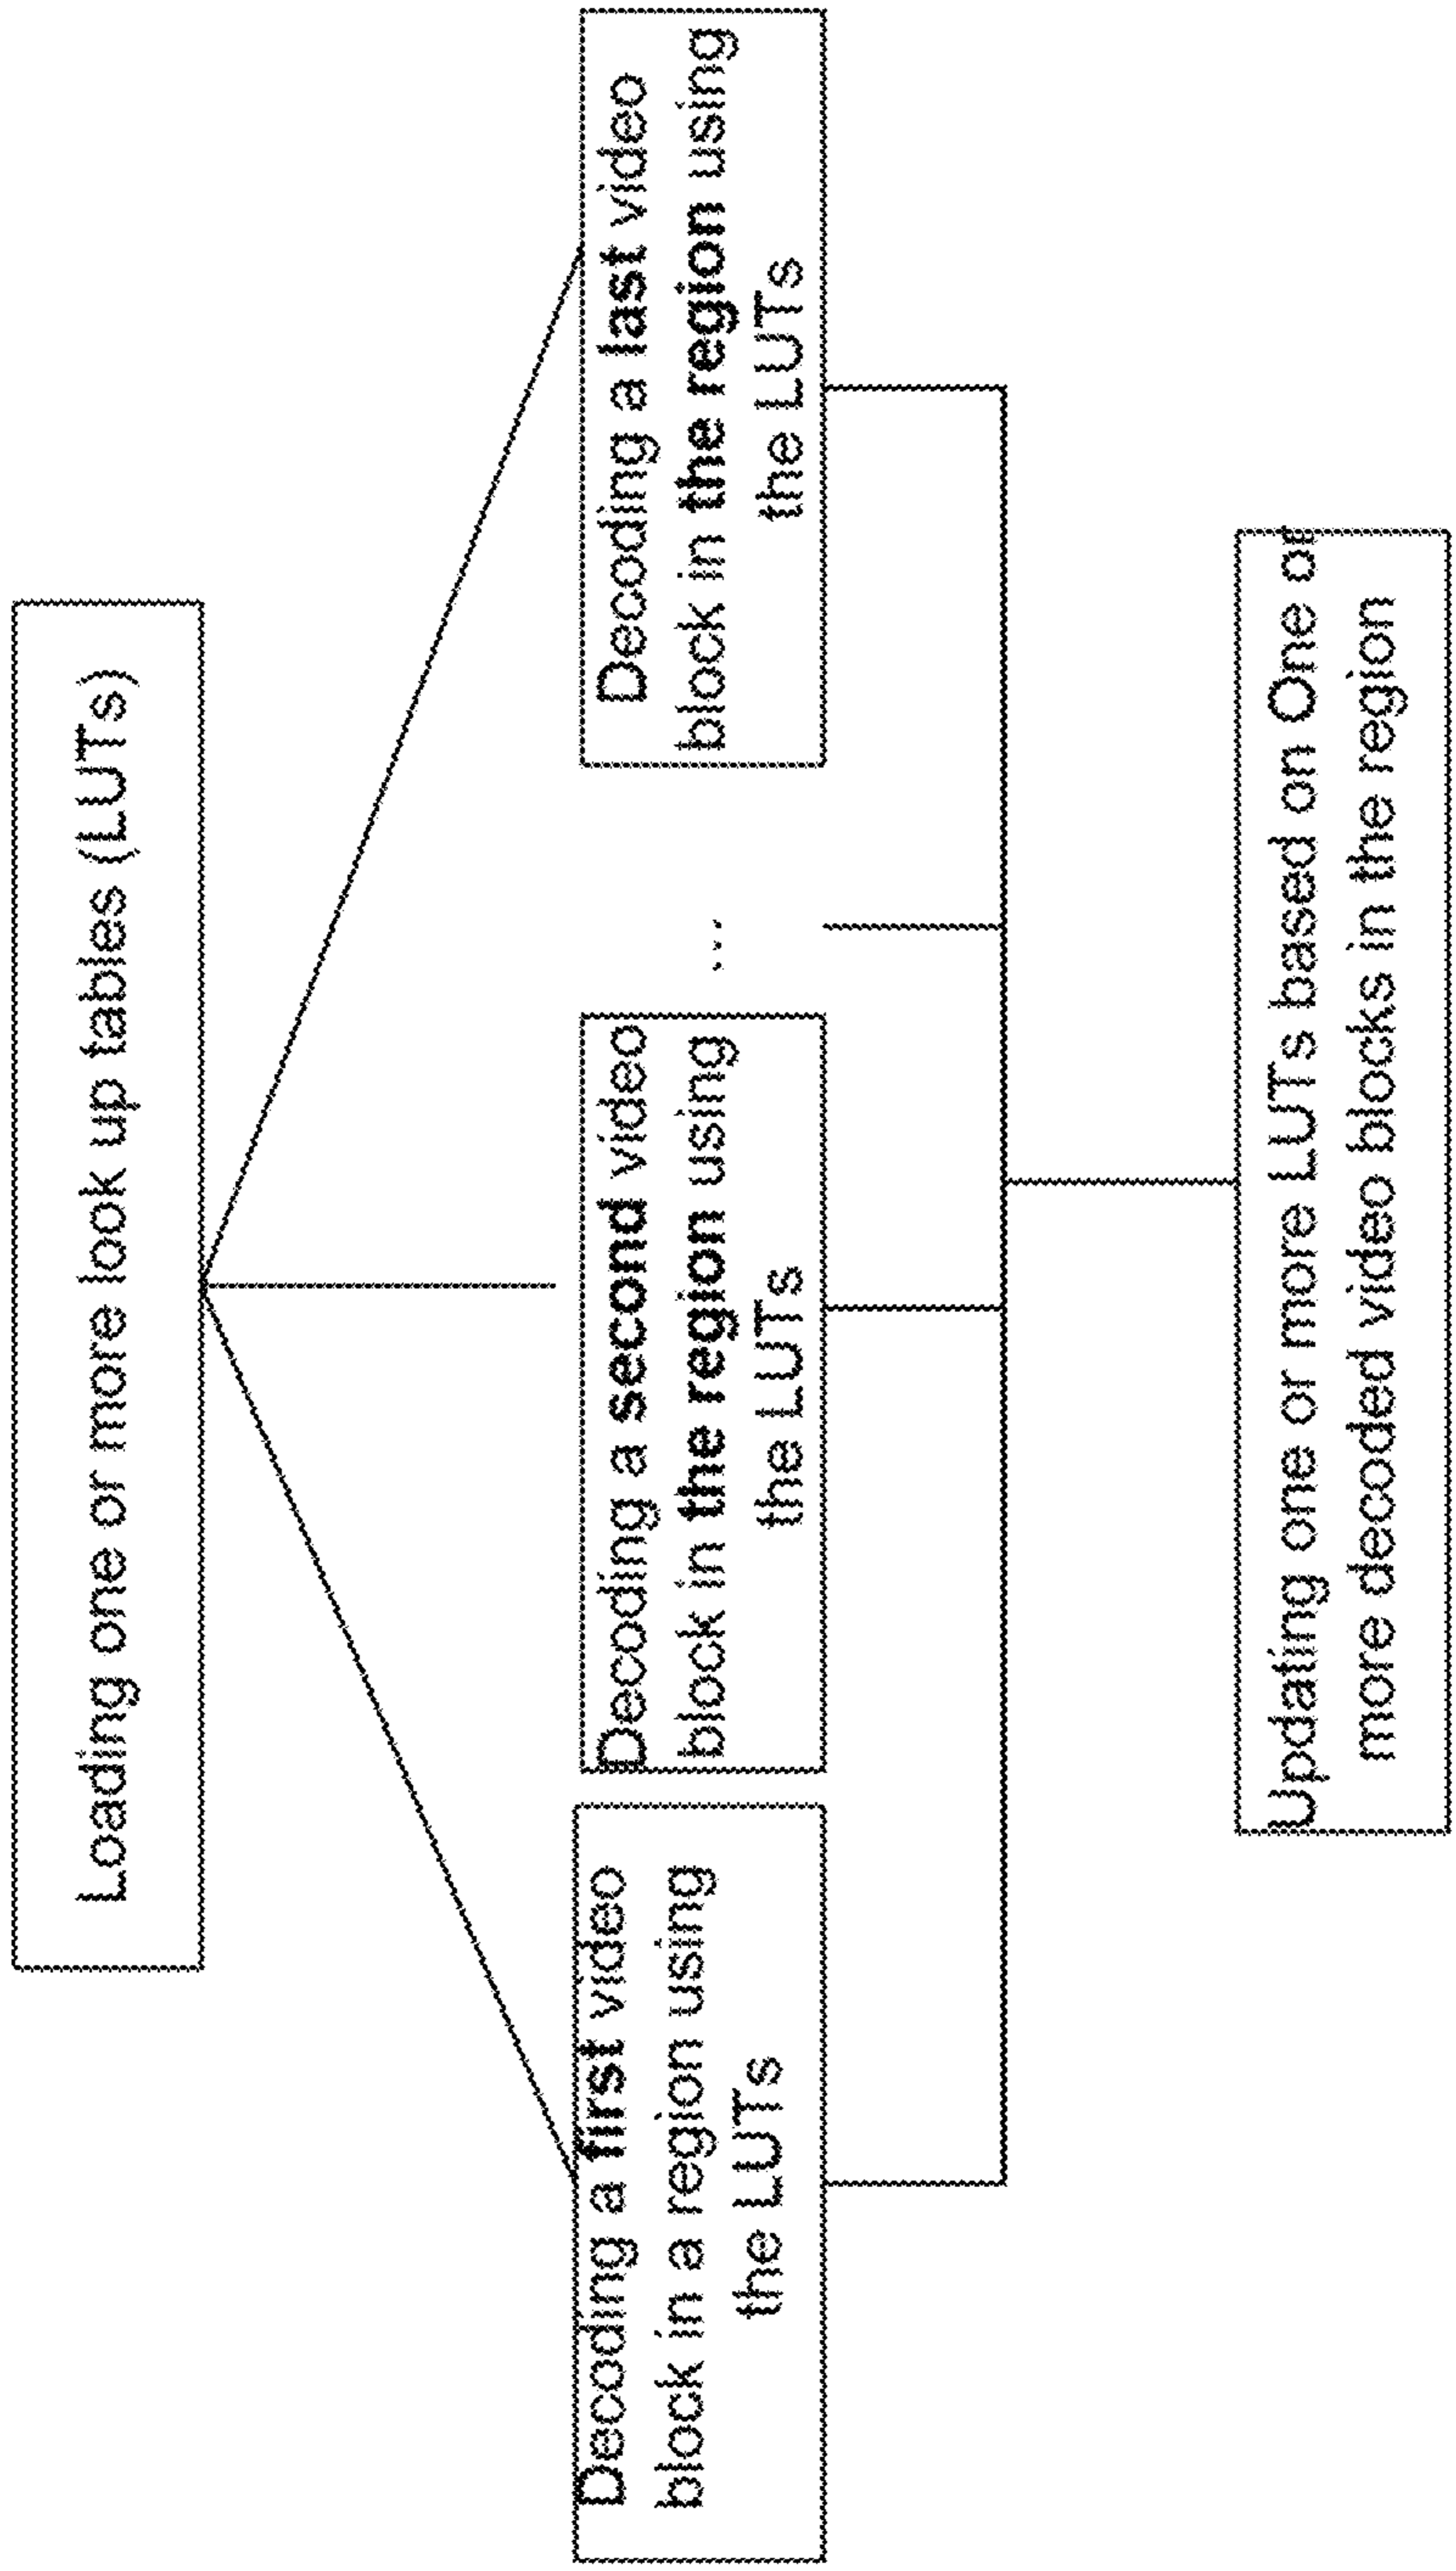 Loading one or more look up tables (LUTs)
Decoding a first video
block in a region using
the LUTs
Decoding a second video
block in the region using
the LUTs
...
Decoding a last video
block in the region using
the LUTs
Updating one or more LUTs based on One or
more decoded video blocks in the region